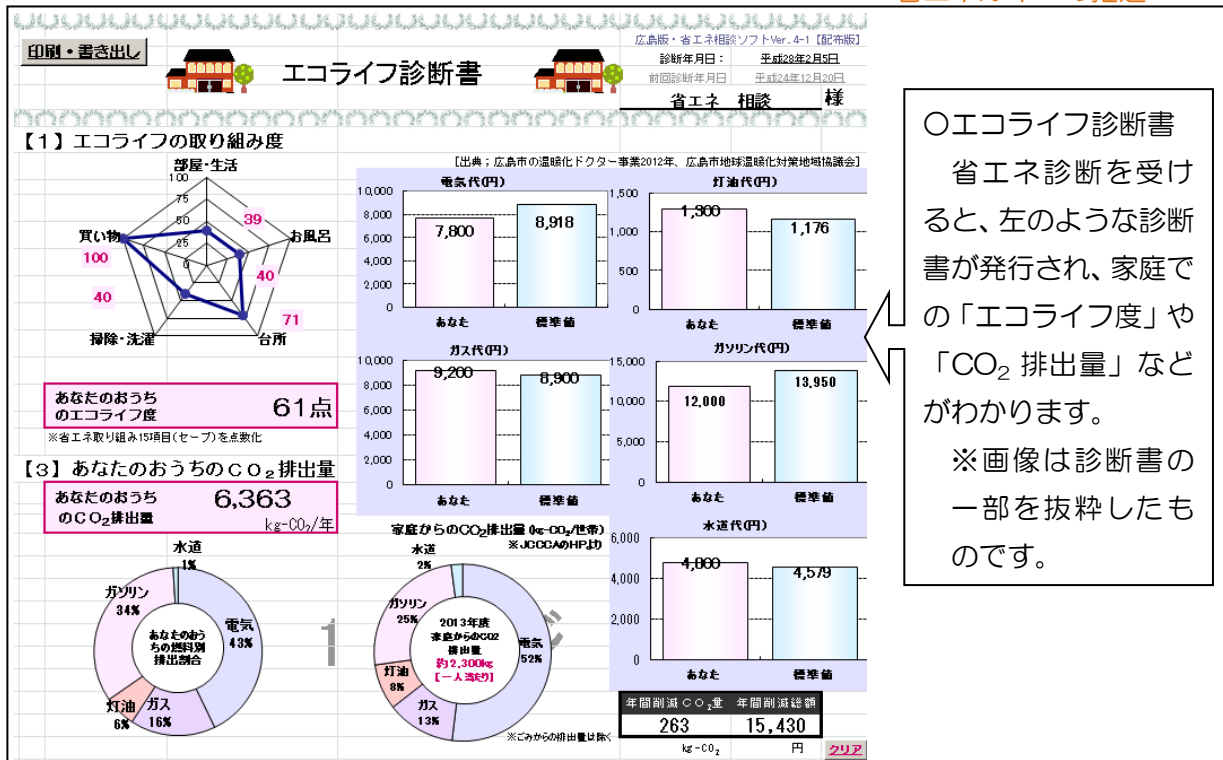 印刷・書き出し
エコライフ診断書
広島版・省エネ相談ソフトVer.4-1【配布版】
診断年月日： 平成28年2月5日
前回診断年月日 平成24年12月20日
省エネ 相談 様
【1】エコライフの取り組み度
[出典；広島市の温暖化ドクター事業2012年、広島市地球温暖化対策地域協議会]
部屋・生活
100
75
50
25
0
39
お風呂
40
台所
71
掃除・洗濯
40
買い物
100
あなたのおうち
のエコライフ度
61点
※省エネ取り組み15項目(セーブ)を点数化
電気代(円)
10,000
8,000
6,000
4,000
2,000
0
7,800
8,918
あなた 標準値
灯油代(円)
1,500
1,000
500
0
1,300
1,176
あなた 標準値
ガス代(円)
10,000
8,000
6,000
4,000
2,000
0
9,200
8,900
あなた 標準値
ガソリン代(円)
15,000
10,000
5,000
0
12,000
13,950
あなた 標準値
【3】あなたのおうちのCO₂排出量
あなたのおうち
のCO₂排出量
6,363
kg-CO₂/年
水道
1%
ガソリン
34%
電気
43%
灯油
6%
ガス
16%
あなたのおう
ちの燃料別
排出割合
家庭からのCO₂排出量(kg-CO₂/世帯)
※JCCCAのHPより
水道
2%
ガソリン
25%
電気
52%
灯油
8%
ガス
13%
2013年度
家庭からのCO2
排出量
約2,300kg
[一人当たり]
※ごみからの排出量は除く
水道代(円)
6,000
4,000
2,000
0
4,800
4,579
あなた 標準値
年間削減CO₂量 年間削減総額
263 15,430
kg-CO₂ 円
クリア
〇エコライフ診断書
省エネ診断を受け
ると、左のような診断
書が発行され、家庭で
の「エコライフ度」や
「CO₂排出量」など
がわかります。
※画像は診断書の
一部を抜粋したも
のです。